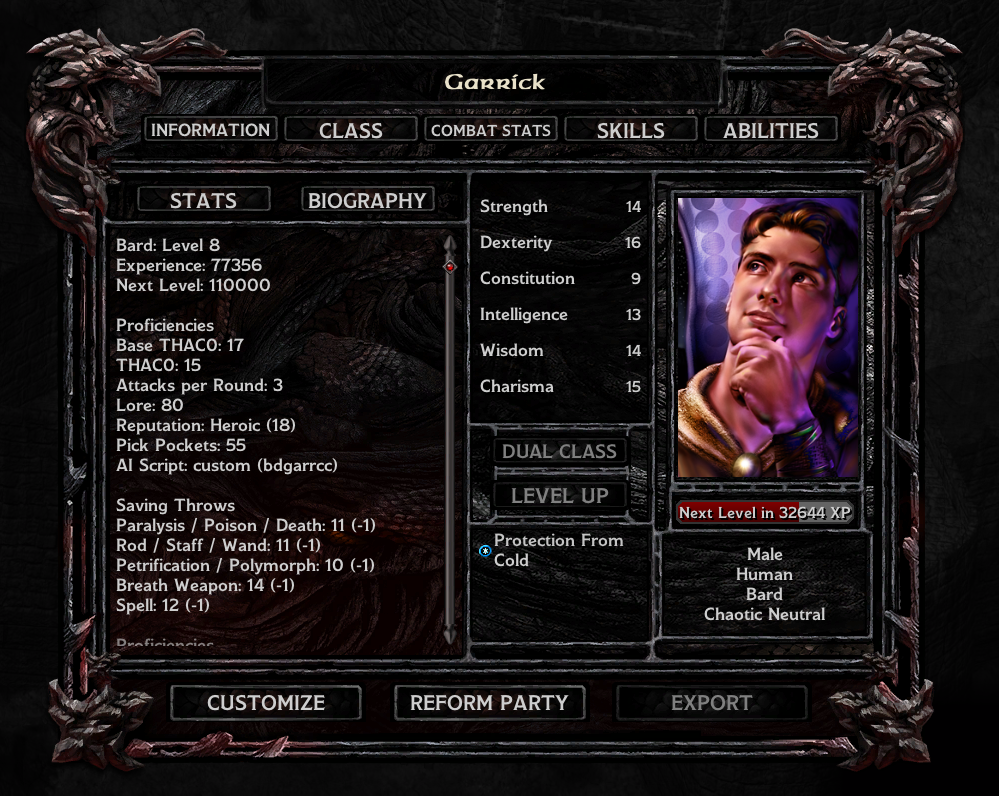 Garrick
INFORMATION
CLASS
COMBAT STATS
SKILLS
ABILITIES
STATS
BIOGRAPHY
Bard: Level 8
Experience: 77356
Next Level: 110000
Proficiencies
Base THAC0: 17
THAC0: 15
Attacks per Round: 3
Lore: 80
Reputation: Heroic (18)
Pick Pockets: 55
AI Script: custom (bdgarrcc)
Saving Throws
Paralysis / Poison / Death: 11 (-1)
Rod / Staff / Wand: 11 (-1)
Petrification / Polymorph: 10 (-1)
Breath Weapon: 14 (-1)
Spell: 12 (-1)
Proficiencies
Strength 14
Dexterity 16
Constitution 9
Intelligence 13
Wisdom 14
Charisma 15
DUAL CLASS
LEVEL UP
Protection From
Cold
Next Level in 32644 XP
Male
Human
Bard
Chaotic Neutral
CUSTOMIZE
REFORM PARTY
EXPORT